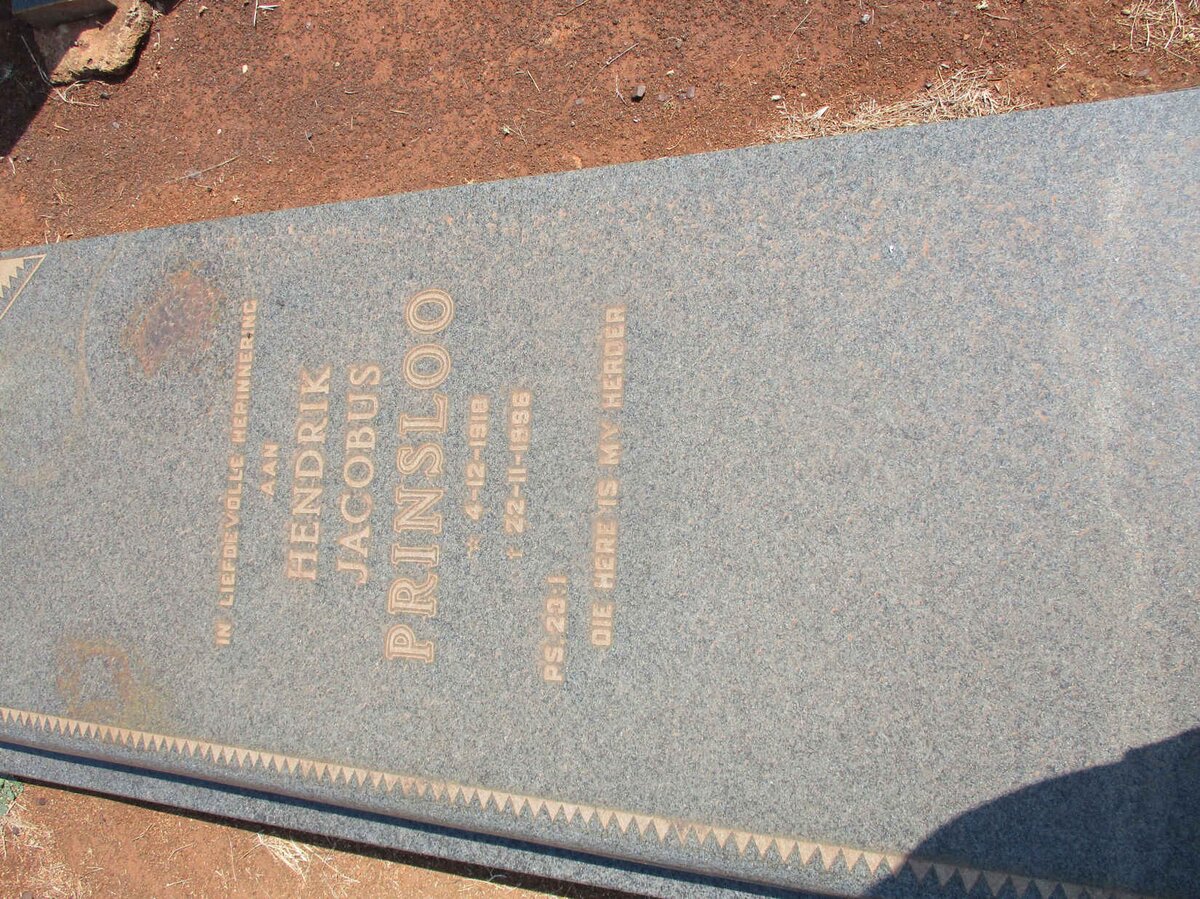 IN LIEFDEVOLLE HERINNERING
AAN
HENDRIK
JACOBUS
PRINSLOO
* 4-12-1918
† 22-11-1996
PS. 23:1
DIE HERE IS MY HERDER